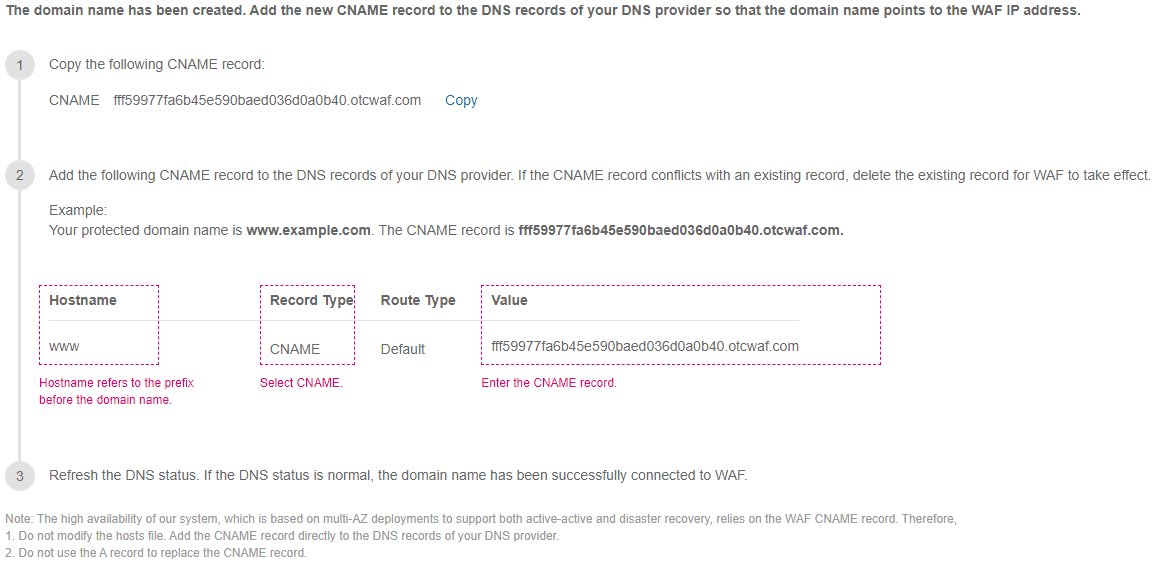 The domain name has been created. Add the new CNAME record to the DNS records of your DNS provider so that the domain name points to the WAF IP address.
1 Copy the following CNAME record:
CNAME fff59977fa6b45e590baed036d0a0b40.otcwaf.com Copy
2 Add the following CNAME record to the DNS records of your DNS provider. If the CNAME record conflicts with an existing record, delete the existing record for WAF to take effect.
Example:
Your protected domain name is www.example.com. The CNAME record is fff59977fa6b45e590baed036d0a0b40.otcwaf.com.
Hostname Record Type Route Type Value
www CNAME Default fff59977fa6b45e590baed036d0a0b40.otcwaf.com
Hostname refers to the prefix Select CNAME. Enter the CNAME record.
before the domain name.
3 Refresh the DNS status. If the DNS status is normal, the domain name has been successfully connected to WAF.
Note: The high availability of our system, which is based on multi-AZ deployments to support both active-active and disaster recovery, relies on the WAF CNAME record. Therefore,
1. Do not modify the hosts file. Add the CNAME record directly to the DNS records of your DNS provider.
2. Do not use the A record to replace the CNAME record.